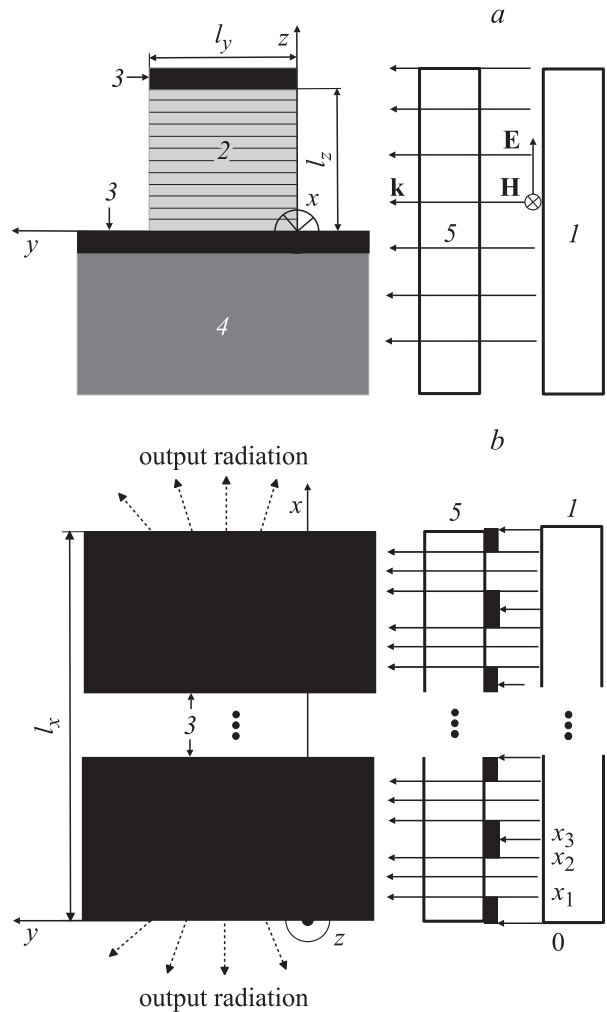 a
l_y
z
3
2
l_z
E
3
x
k
H
y
5
1
4
b
output radiation
x
5
1
l_x
3
x_3
x_2
x_1
y
z
0
output radiation